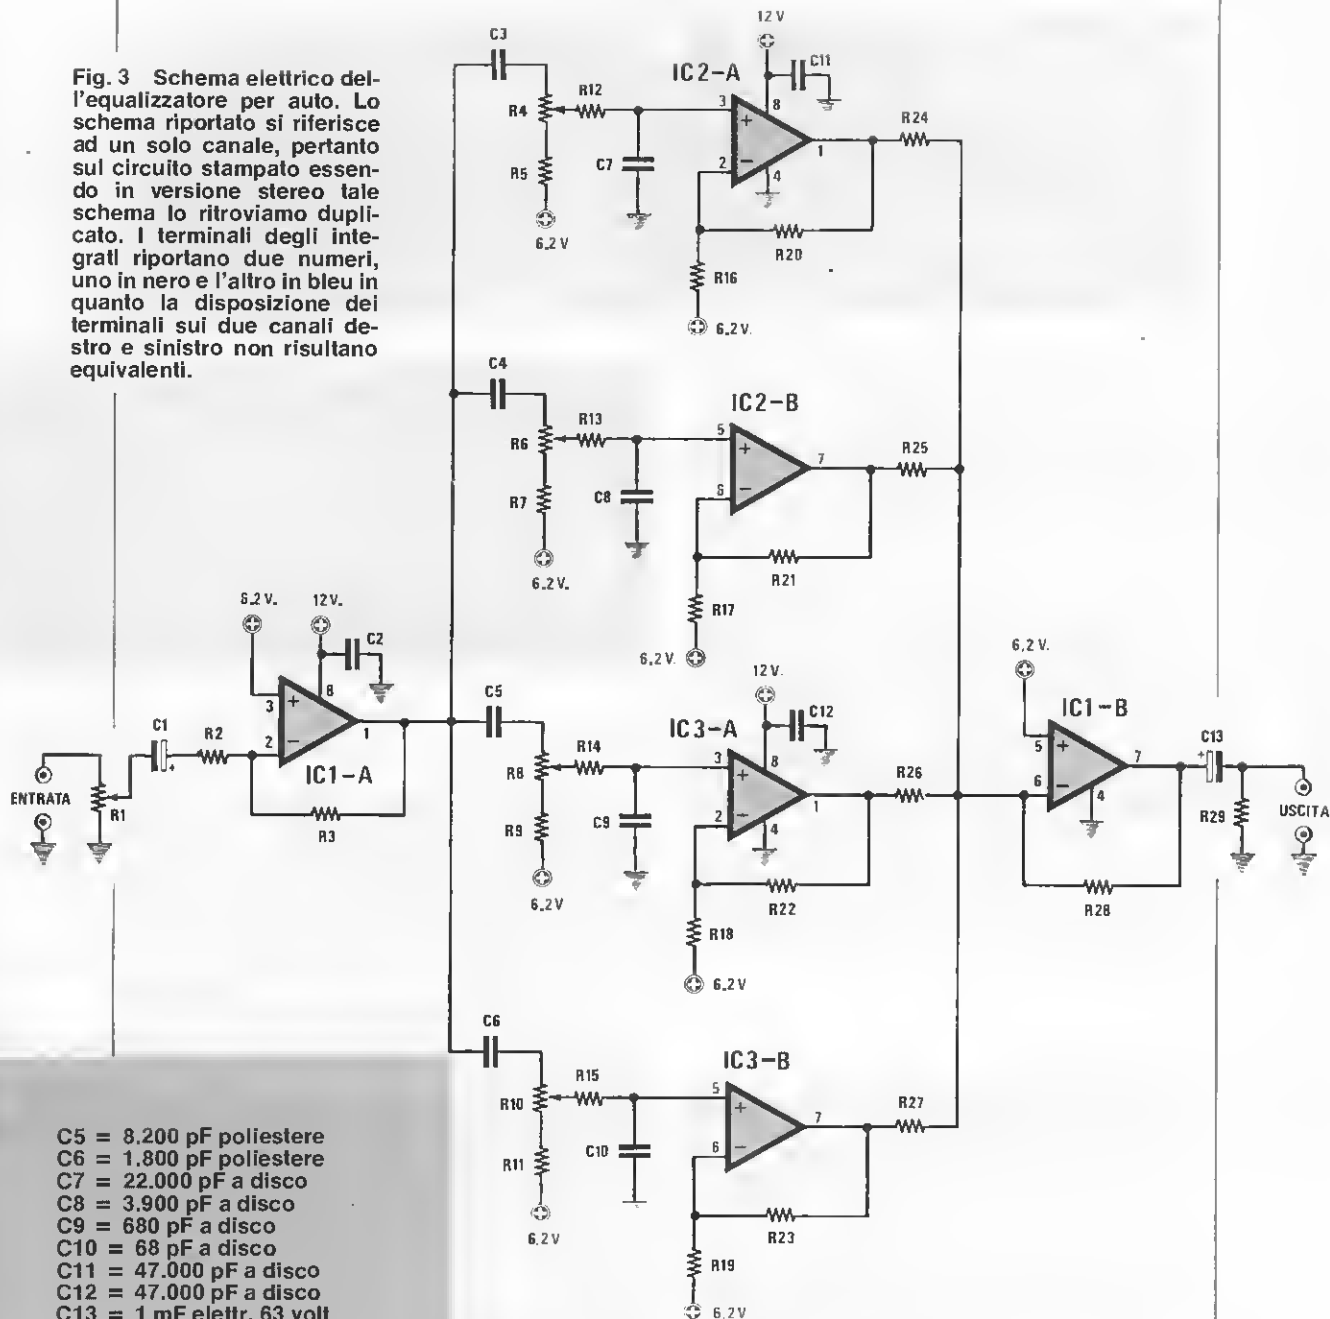 Fig. 3 Schema elettrico del-
l'equalizzatore per auto. Lo
schema riportato si riferisce
ad un solo canale, pertanto
sul circuito stampato essen-
do in versione stereo tale
schema lo ritroviamo dupli-
cato. I terminali degli inte-
grati riportano due numeri,
uno in nero e l'altro in bleu in
quanto la disposizione dei
terminali sui due canali de-
stro e sinistro non risultano
equivalenti.
C3
R4
R12
R5
6,2 V
C7
IC2-A
12 V
C11
3
+
8
2
−
4
1
R24
R20
R16
6,2 V.
C4
R6
R13
R7
6,2 V.
C8
IC2-B
5
+
6
−
7
R25
R21
R17
6,2 V.
6,2 V.
12 V.
C2
3
+
8
2
−
1
IC1-A
R3
C1
+
R2
ENTRATA
R1
C5
R8
R14
R9
6,2 V
C9
IC3-A
12 V.
C12
3
+
8
2
−
4
1
R26
R22
R18
6,2 V
6,2 V.
IC1-B
5
+
6
−
4
7
C13
+
R29
USCITA
R28
C6
R10
R15
R11
6,2 V
C10
IC3-B
5
+
6
−
7
R27
R23
R19
6,2 V
C5 = 8.200 pF poliestere
C6 = 1.800 pF poliestere
C7 = 22.000 pF a disco
C8 = 3.900 pF a disco
C9 = 680 pF a disco
C10 = 68 pF a disco
C11 = 47.000 pF a disco
C12 = 47.000 pF a disco
C13 = 1 mF elettr. 63 volt